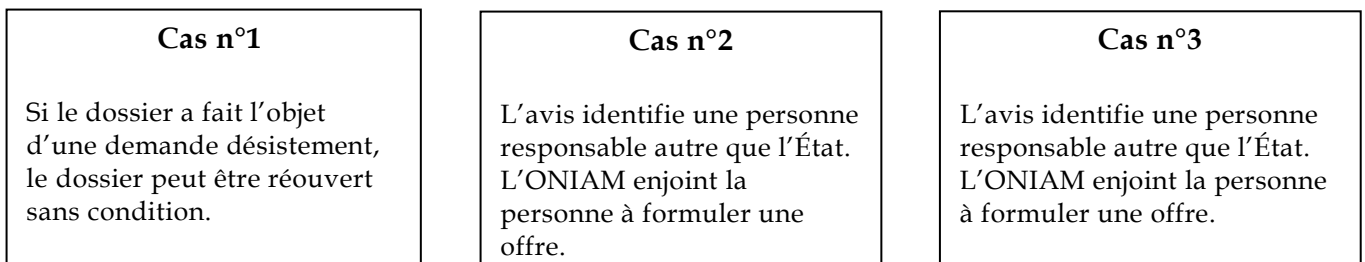 Cas n°1
Si le dossier a fait l’objet
d’une demande désistement,
le dossier peut être réouvert
sans condition.
Cas n°2
L’avis identifie une personne
responsable autre que l’État.
L’ONIAM enjoint la
personne à formuler une
offre.
Cas n°3
L’avis identifie une personne
responsable autre que l’État.
L’ONIAM enjoint la personne
à formuler une offre.